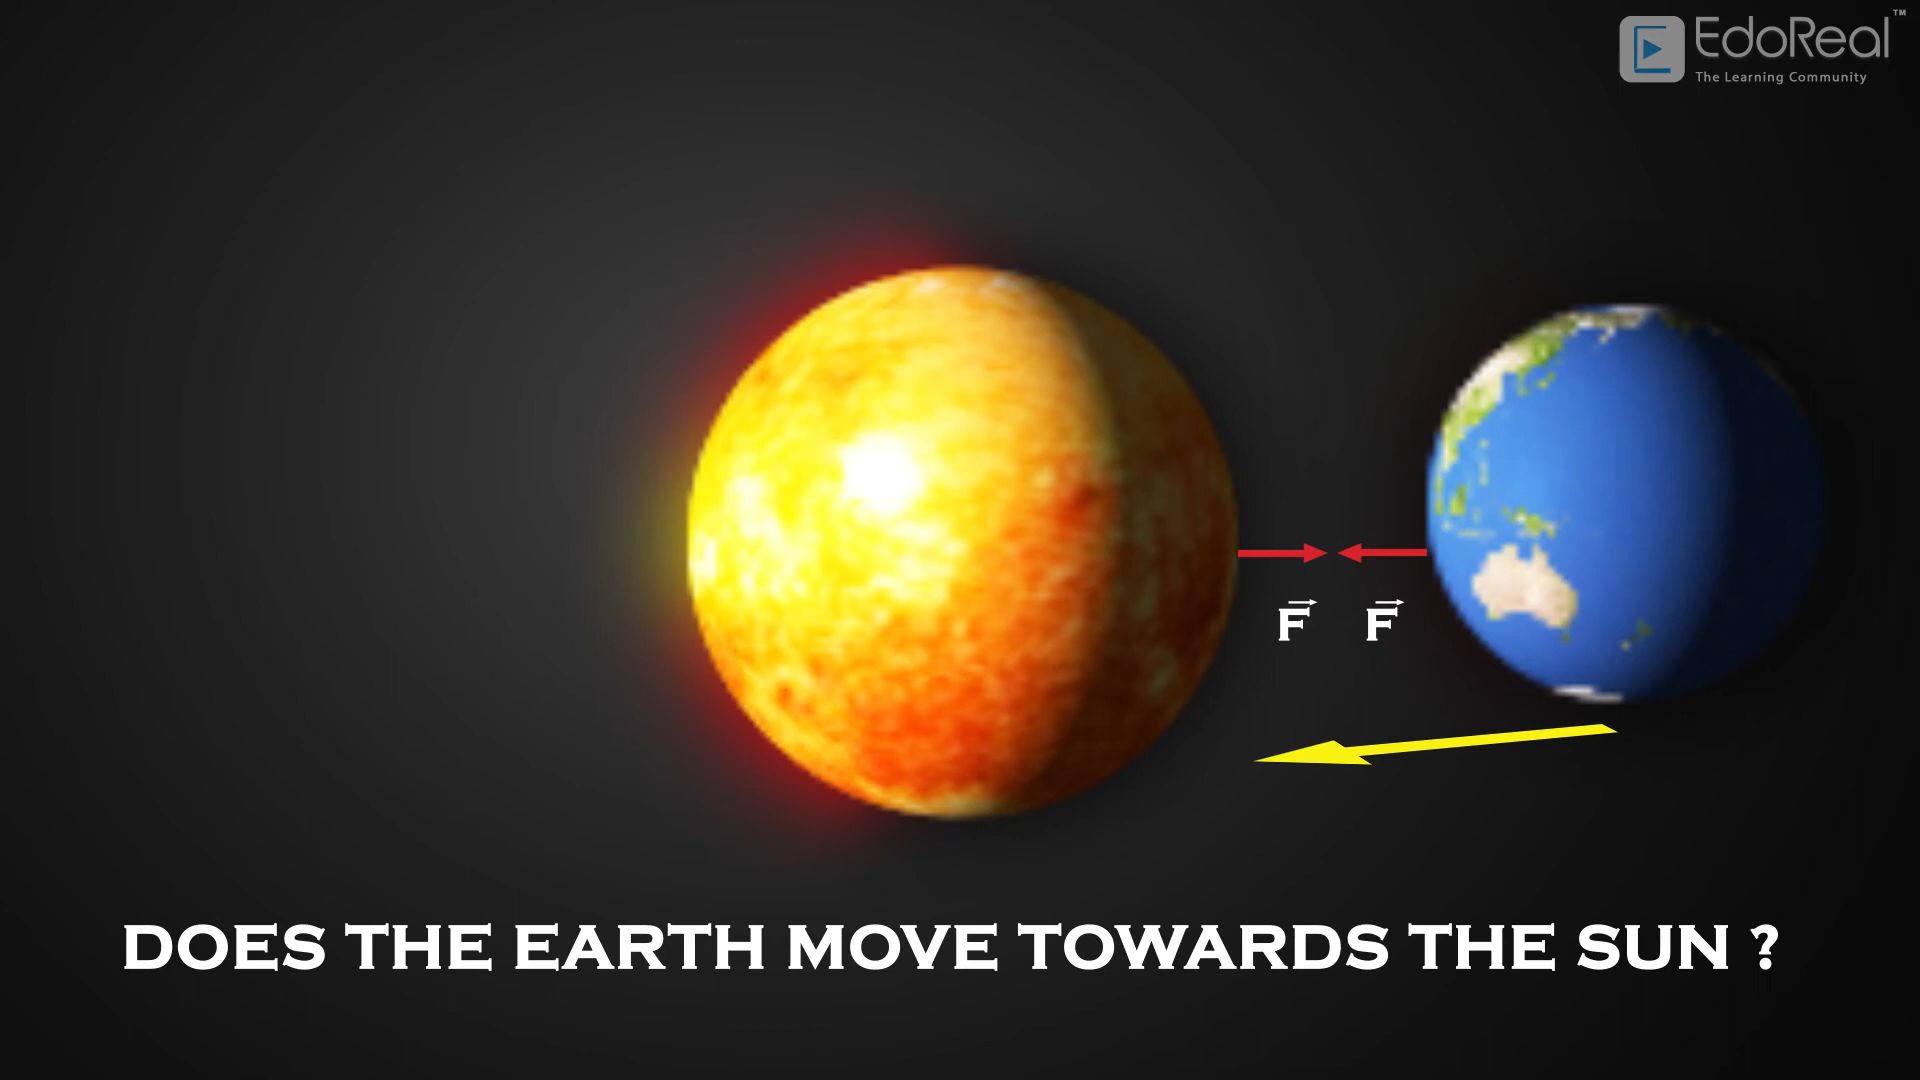 EdoReal™
The Learning Community
F⃗ F⃗
DOES THE EARTH MOVE TOWARDS THE SUN ?